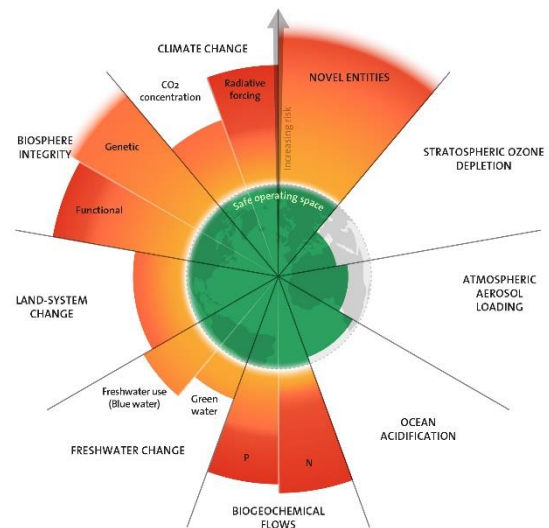 CLIMATE CHANGE
CO2
concentration
Radiative
forcing
NOVEL ENTITIES
Increasing risk
STRATOSPHERIC OZONE
DEPLETION
ATMOSPHERIC
AEROSOL
LOADING
OCEAN
ACIDIFICATION
BIOGEOCHEMICAL
FLOWS
P
N
FRESHWATER CHANGE
Green
water
Freshwater use
(Blue water)
LAND-SYSTEM
CHANGE
BIOSPHERE
INTEGRITY
Genetic
Functional
Safe operating space